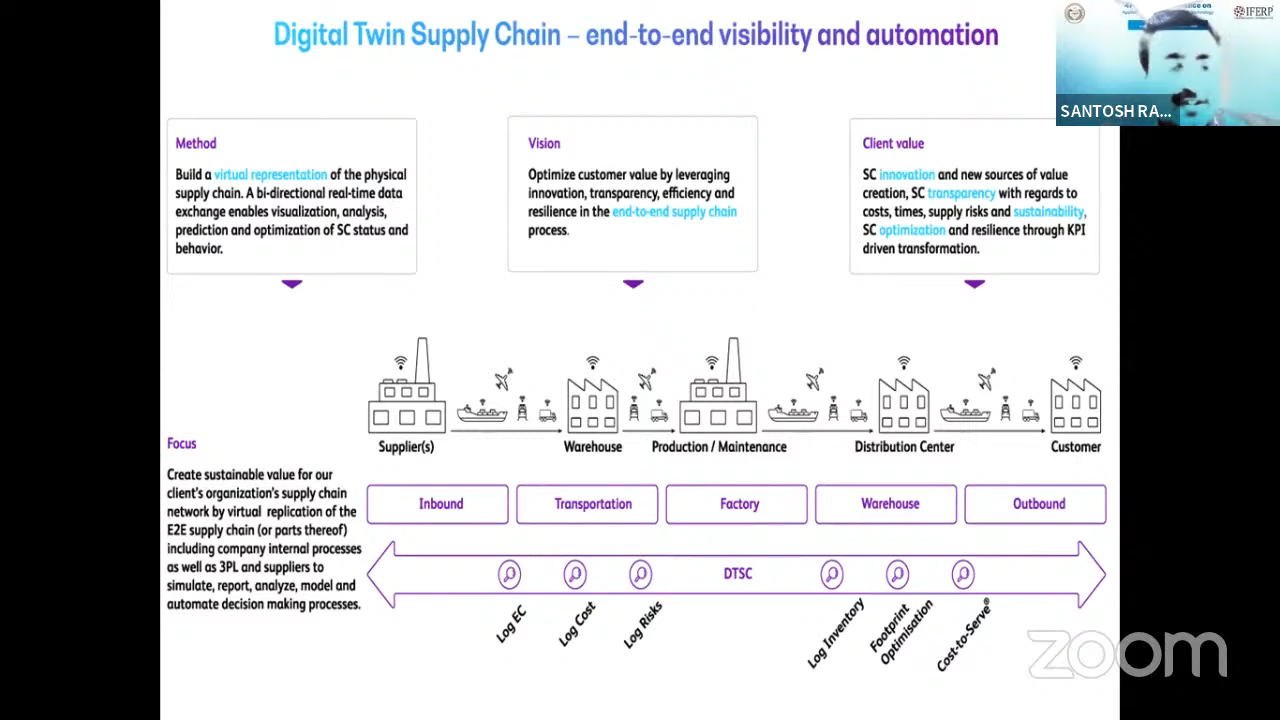 Digital Twin Supply Chain – end-to-end visibility and automation
IFERP
SANTOSH RA...
Method
Build a virtual representation of the physical
supply chain. A bi-directional real-time data
exchange enables visualization, analysis,
prediction and optimization of SC status and
behavior.
Vision
Optimize customer value by leveraging
innovation, transparency, efficiency and
resilience in the end-to-end supply chain
process.
Client value
SC innovation and new sources of value
creation, SC transparency with regards to
costs, times, supply risks and sustainability,
SC optimization and resilience through KPI
driven transformation.
Supplier(s)
Warehouse
Production / Maintenance
Distribution Center
Customer
Focus
Create sustainable value for our
client's organization's supply chain
network by virtual replication of the
E2E supply chain (or parts thereof)
including company internal processes
as well as 3PL and suppliers to
simulate, report, analyze, model and
automate decision making processes.
Inbound
Transportation
Factory
Warehouse
Outbound
DTSC
Log EC
Log Cost
Log Risks
Log Inventory
Footprint
Optimisation
Cost-to-Serve®
zoom